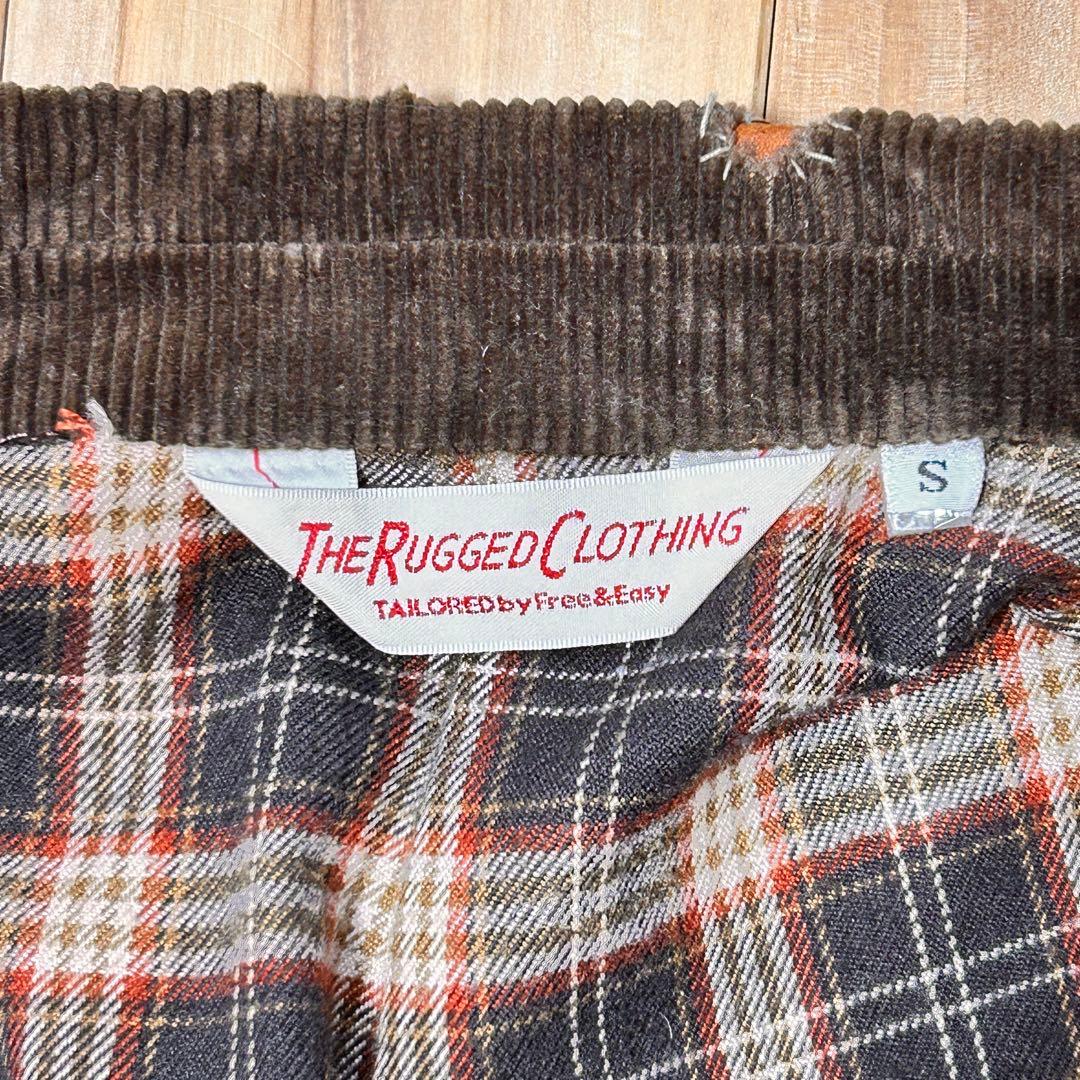 THE RUGGED CLOTHING
TAILORED by Free&Easy
S